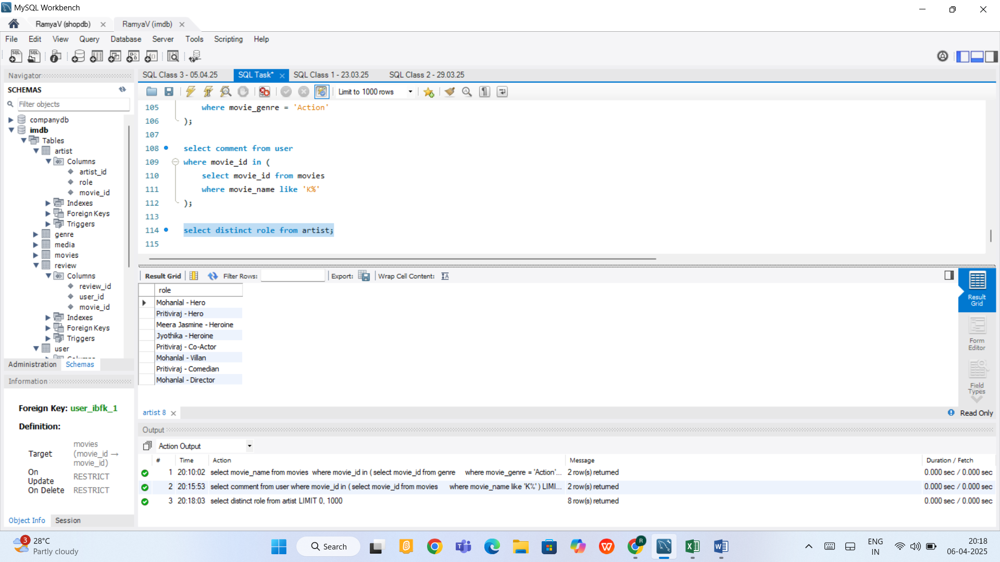 MySQL Workbench
RamyaV (shopdb)
RamyaV (imdb)
File Edit View Query Database Server Tools Scripting Help
Navigator
SCHEMAS
Filter objects
companydb
imdb
Tables
artist
Columns
artist_id
role
movie_id
Indexes
Foreign Keys
Triggers
genre
media
movies
review
Columns
review_id
user_id
movie_id
Indexes
Foreign Keys
Triggers
user
Administration Schemas
Information
Foreign Key: user_ibfk_1
Definition:
Target movies
(movie_id →
movie_id)
On
Update RESTRICT
On Delete RESTRICT
Object Info Session
SQL Class 3 - 05.04.25 SQL Task* SQL Class 1 - 23.03.25 SQL Class 2 - 29.03.25
Limit to 1000 rows
105 where movie_genre = 'Action'
106 );
107
108 select comment from user
109 where movie_id in (
110 select movie_id from movies
111 where movie_name like 'K%'
112 );
113
114 select distinct role from artist;
115
Result Grid Filter Rows: Export: Wrap Cell Content:
role
Mohanlal - Hero
Pritiviraj - Hero
Meera Jasmine - Heroine
Jyothika - Heroine
Pritiviraj - Co-Actor
Mohanlal - Villan
Pritiviraj - Comedian
Mohanlal - Director
Result
Grid
Form
Editor
Field
Types
artist 8
Read Only
Output
Action Output
# Time Action Message Duration / Fetch
1 20:10:02 select movie_name from movies where movie_id in ( select movie_id from genre where movie_genre = 'Action'... 2 row(s) returned 0.000 sec / 0.000 sec
2 20:15:53 select comment from user where movie_id in ( select movie_id from movies where movie_name like 'K%' ) LIMI... 2 row(s) returned 0.000 sec / 0.000 sec
3 20:18:03 select distinct role from artist LIMIT 0, 1000 8 row(s) returned 0.000 sec / 0.000 sec
3
28°C
Partly cloudy
Search
R
ENG
IN
20:18
06-04-2025